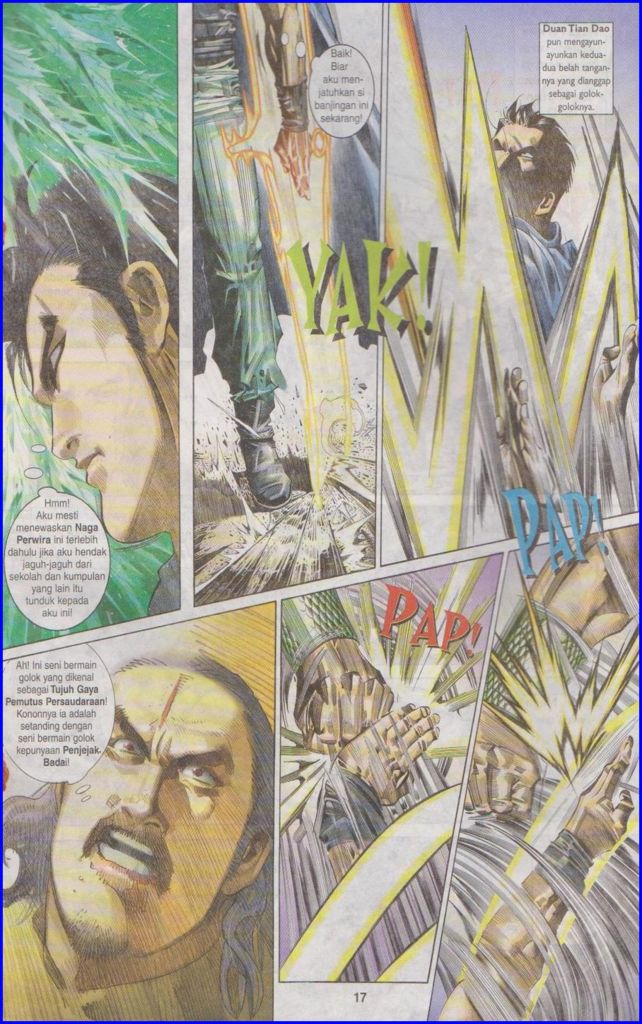 Hmm!
Aku mesti
menewaskan Naga
Perwira ini terlebih
dahulu jika aku hendak
jaguh-jaguh dari
sekolah dan kumpulan
yang lain itu
tunduk kepada
aku ini!
Baik!
Biar
aku men-
jatuhkan si
banjingan ini
sekarang!
YAK!
Duan Tian Dao
pun mengayun-
ayunkan kedua-
dua belah tangan-
nya yang dianggap
sebagai golok-
goloknya.
Ah! Ini seni bermain
golok yang dikenal
sebagai Tujuh Gaya
Pemutus Persaudaraan!
Kononnya ia adalah
setanding dengan
seni bermain golok
kepunyaan Penjejak
Badai!
PAP!
PAP!
17